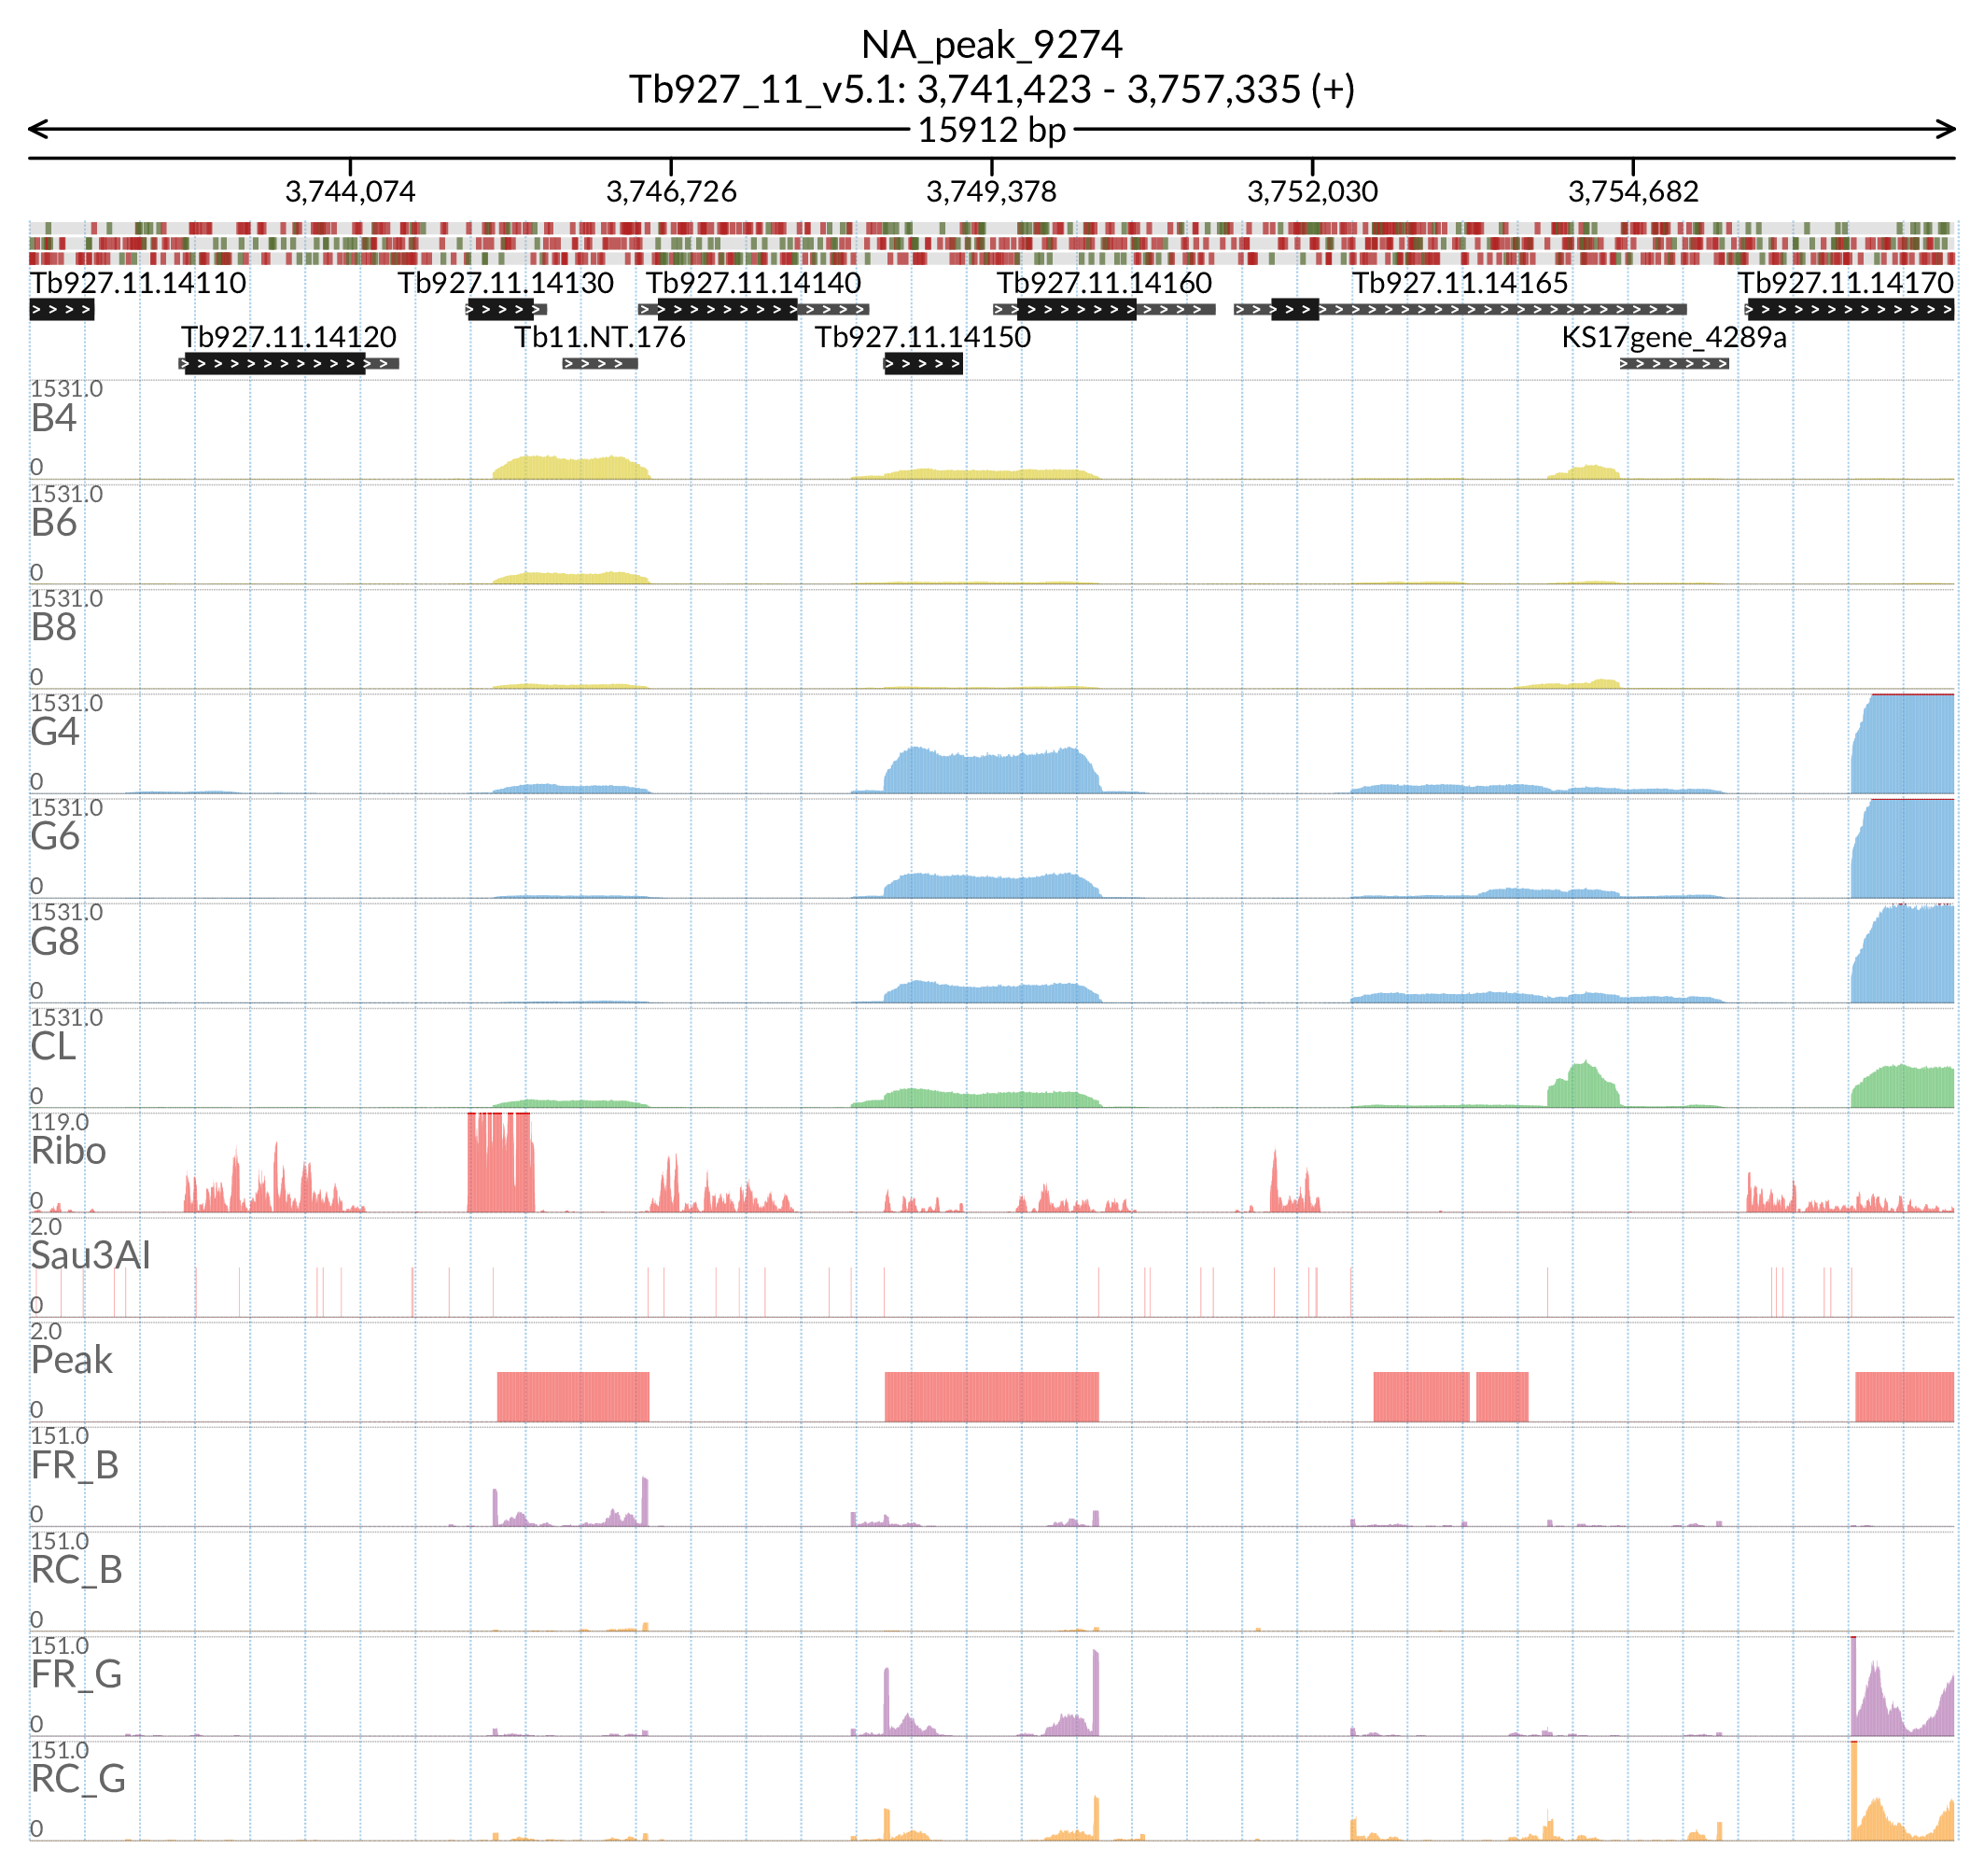 NA_peak_9274
Tb927_11_v5.1: 3,741,423 - 3,757,335 (+)
15912 bp
3,744,074 3,746,726 3,749,378 3,752,030 3,754,682
Tb927.11.14110 Tb927.11.14130 Tb927.11.14140 Tb927.11.14160 Tb927.11.14165 Tb927.11.14170
Tb927.11.14120 Tb11.NT.176 Tb927.11.14150 KS17gene_4289a
1531.0
B4
0
1531.0
B6
0
1531.0
B8
0
1531.0
G4
0
1531.0
G6
0
1531.0
G8
0
1531.0
CL
0
119.0
Ribo
0
2.0
Sau3AI
0
2.0
Peak
0
151.0
FR_B
0
151.0
RC_B
0
151.0
FR_G
0
151.0
RC_G
0